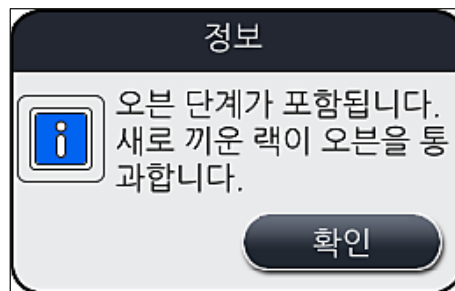 정보
오븐 단계가 포함됩니다.
새로 끼운 랙이 오븐을 통
과합니다.
확인